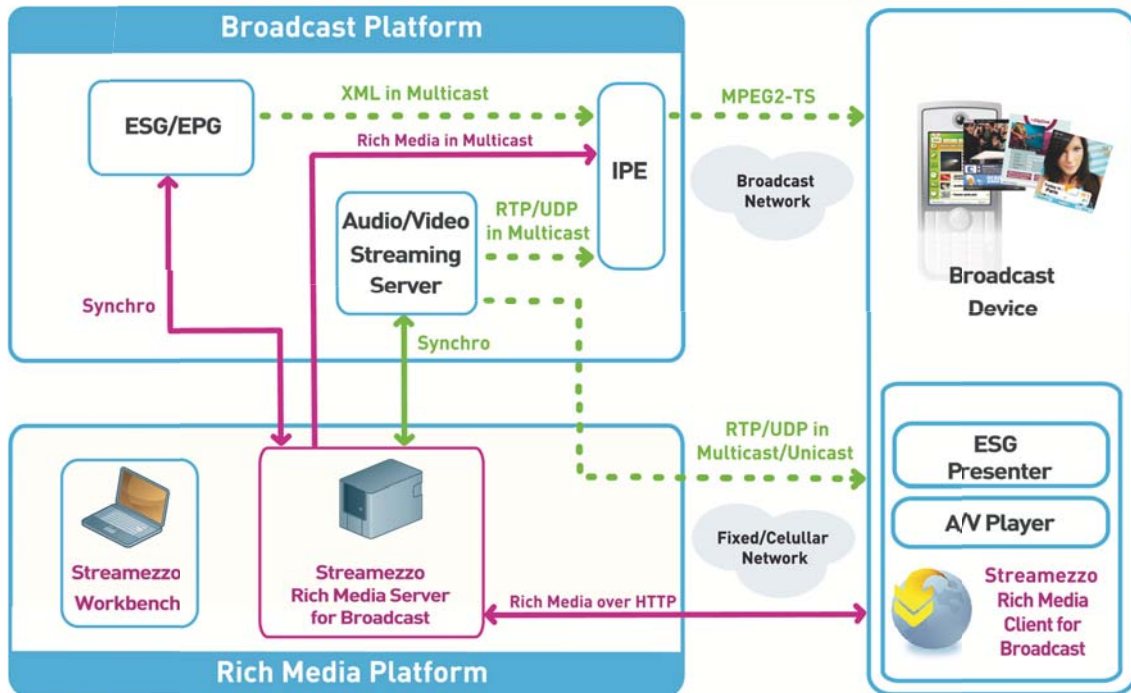 Broadcast Platform
ESG/EPG
XML in Multicast
Rich Media in Multicast
IPE
MPEG2-TS
Broadcast
Network
Audio/Video
Streaming
Server
RTP/UDP
in Multicast
Broadcast
Device
Synchro
Synchro
RTP/UDP in
Multicast/Unicast
ESG
Presenter
A/V Player
Fixed/Celullar
Network
Streamezzo
Workbench
Streamezzo
Rich Media Server
for Broadcast
Rich Media over HTTP
Streamezzo
Rich Media
Client for
Broadcast
Rich Media Platform